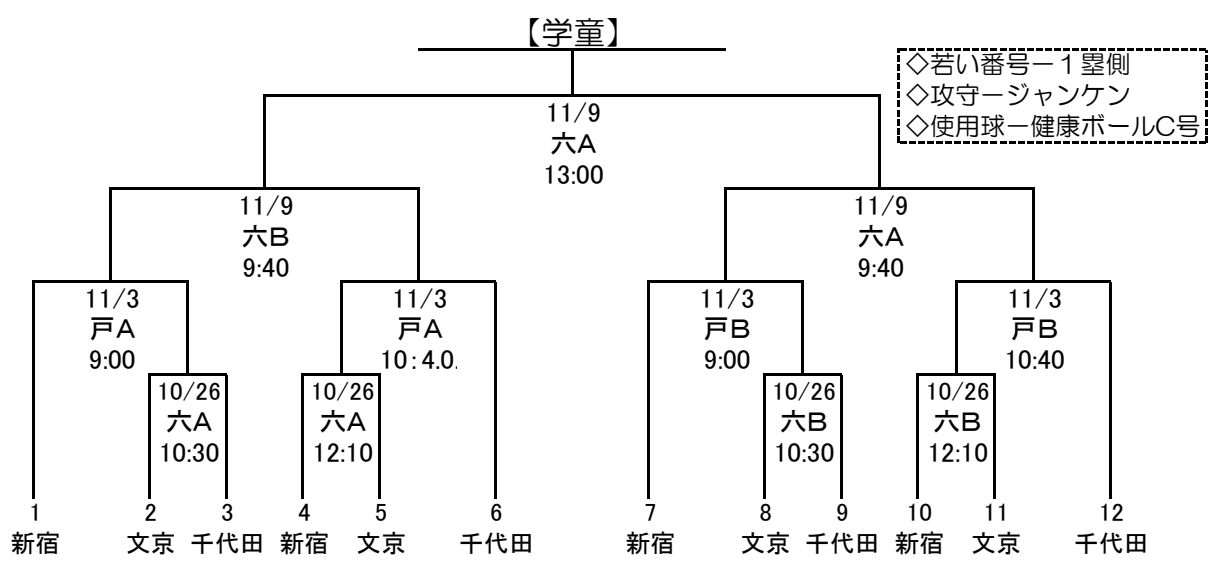 【学童】
◇若い番号－１塁側
◇攻守－ジャンケン
◇使用球－健康ボールC号
11/9
六A
13:00
11/9
六B
9:40
11/9
六A
9:40
11/3
戸A
9:00
11/3
戸A
10:4.0.
11/3
戸B
9:00
11/3
戸B
10:40
10/26
六A
10:30
10/26
六A
12:10
10/26
六B
10:30
10/26
六B
12:10
1 2 3 4 5 6 7 8 9 10 11 12
新宿 文京 千代田 新宿 文京 千代田 新宿 文京 千代田 新宿 文京 千代田